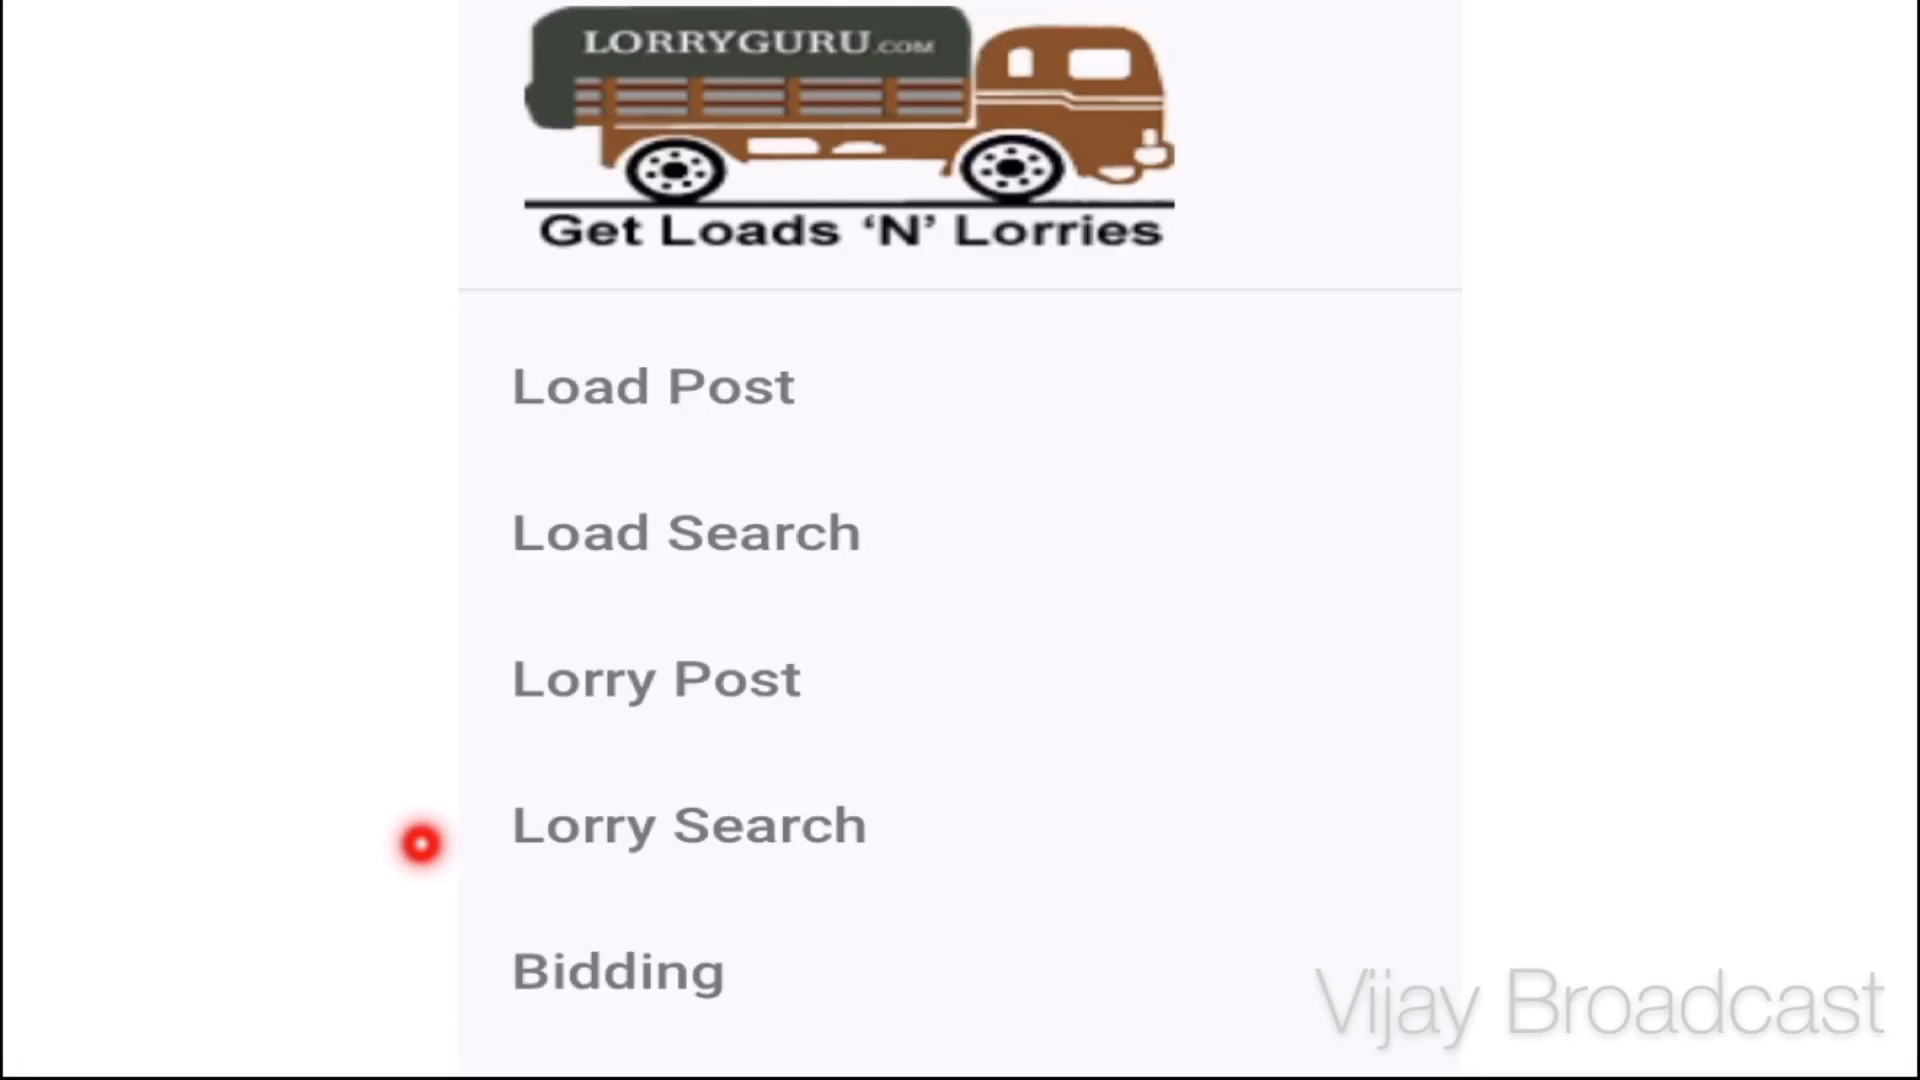 LORRYGURU.COM
Get Loads ‘N’ Lorries
Load Post
Load Search
Lorry Post
Lorry Search
Bidding
Vijay Broadcast